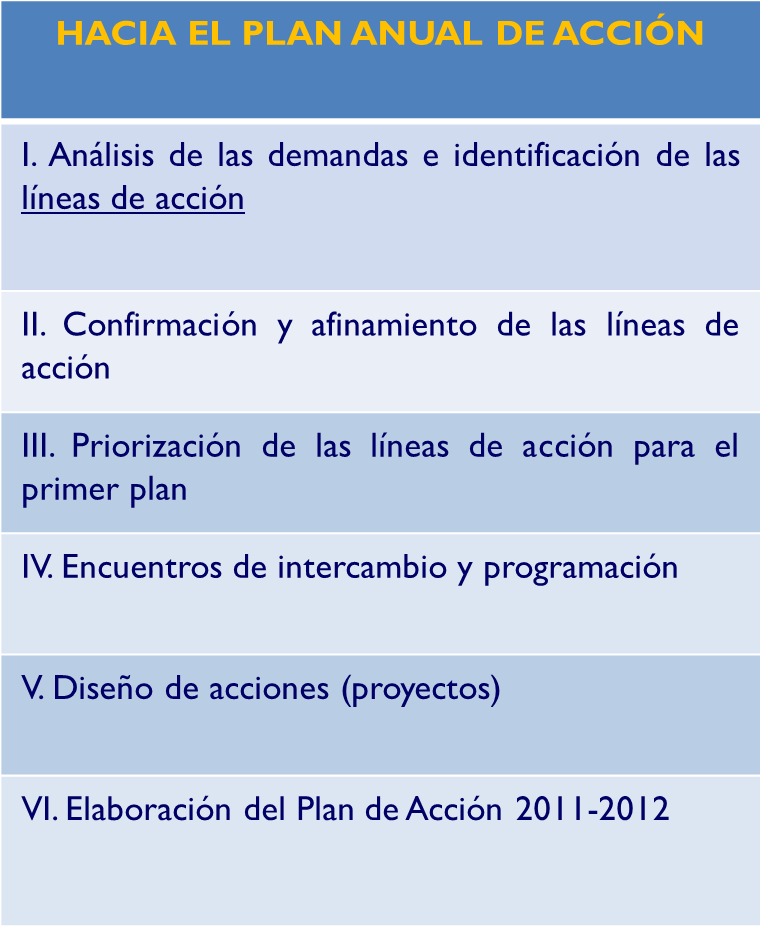 HACIA EL PLAN ANUAL DE ACCIÓN
I. Análisis de las demandas e identificación de las
líneas de acción
II. Confirmación y afinamiento de las líneas de
acción
III. Priorización de las líneas de acción para el
primer plan
IV. Encuentros de intercambio y programación
V. Diseño de acciones (proyectos)
VI. Elaboración del Plan de Acción 2011-2012